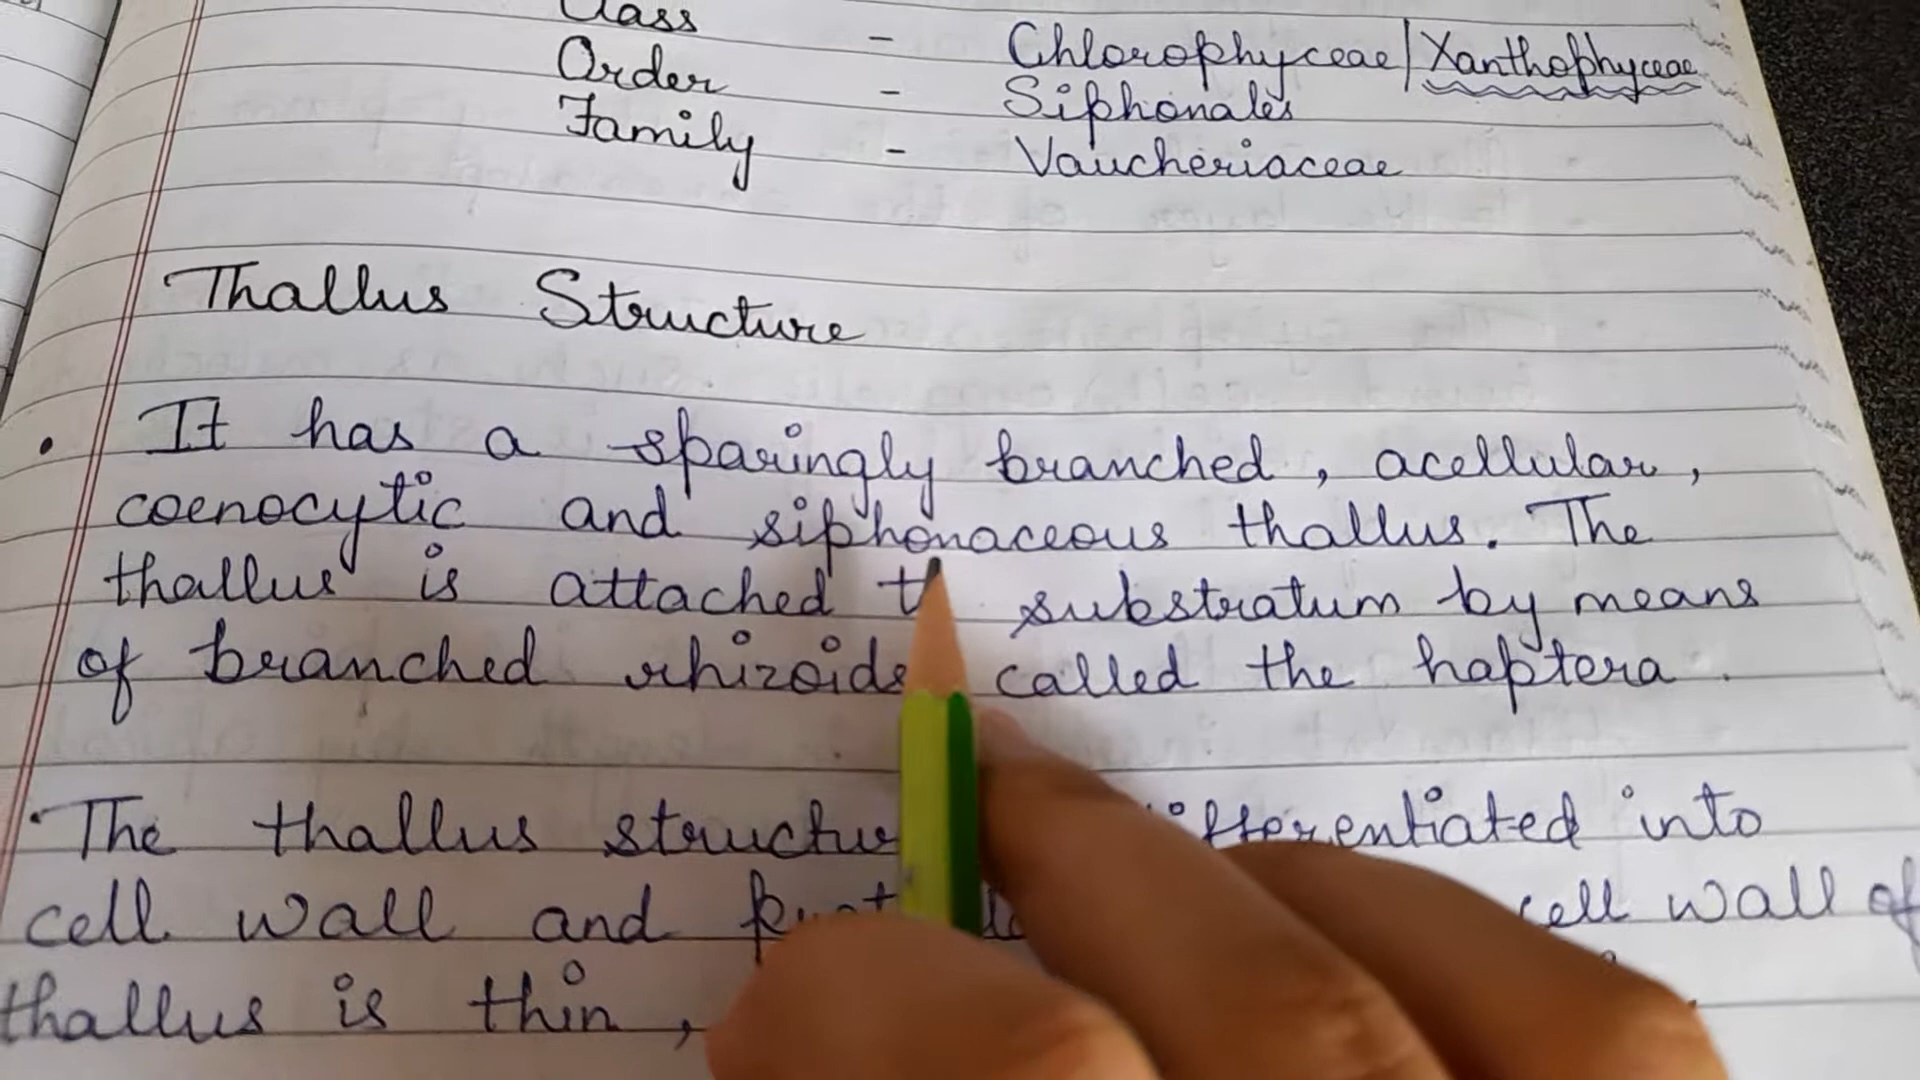 Class - Chlorophyceae/Xanthophyceae
Order - Siphonales
Family - Vaucheriaceae
Thallus Structure
• It has a sparingly branched, acellular,
coenocytic and siphonaceous thallus. The
thallus is attached substratum by means
of branched rhizoids called the haptera.
• The thallus differentiated into
cell wall and cell wall of
thallus is thin,